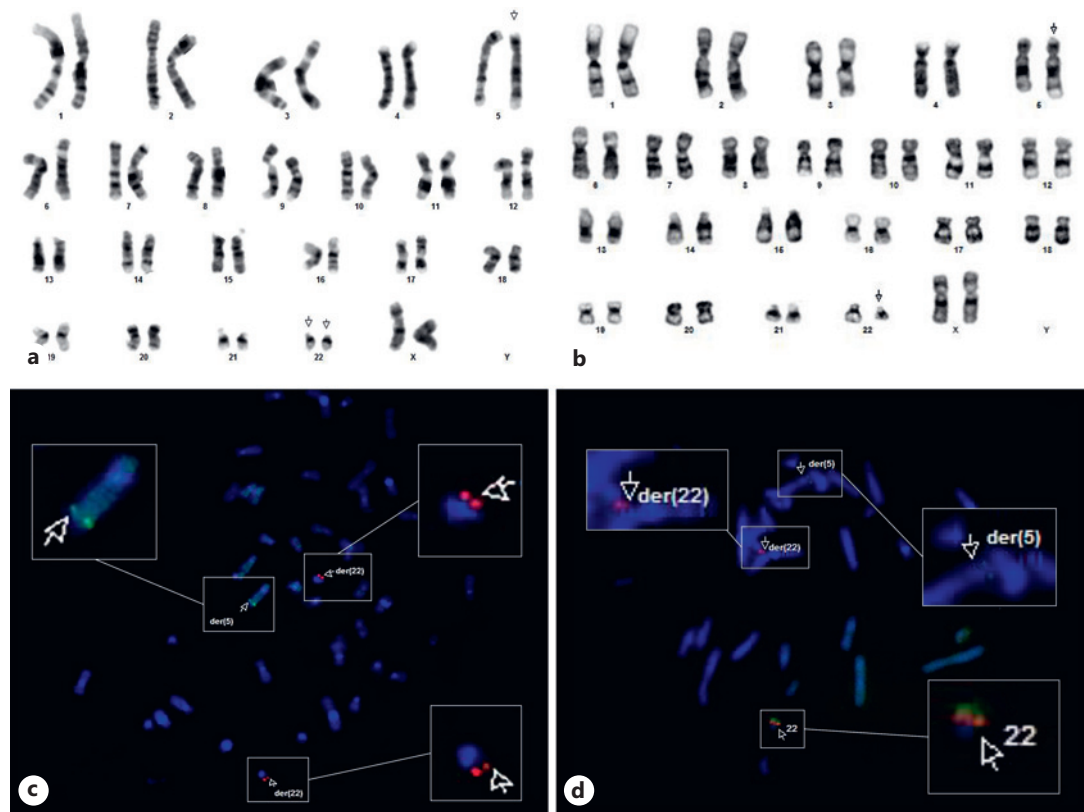 1 2 3 4 5
6 7 8 9 10 11 12
13 14 15 16 17 18
a 19 20 21 22 X Y
1 2 3 4 5
6 7 8 9 10 11 12
13 14 15 16 17 18
b 19 20 21 22 X Y
der(22)
der(5)
der(22)
c
der(5)
der(22)
der(22)
der(5)
22
22
d